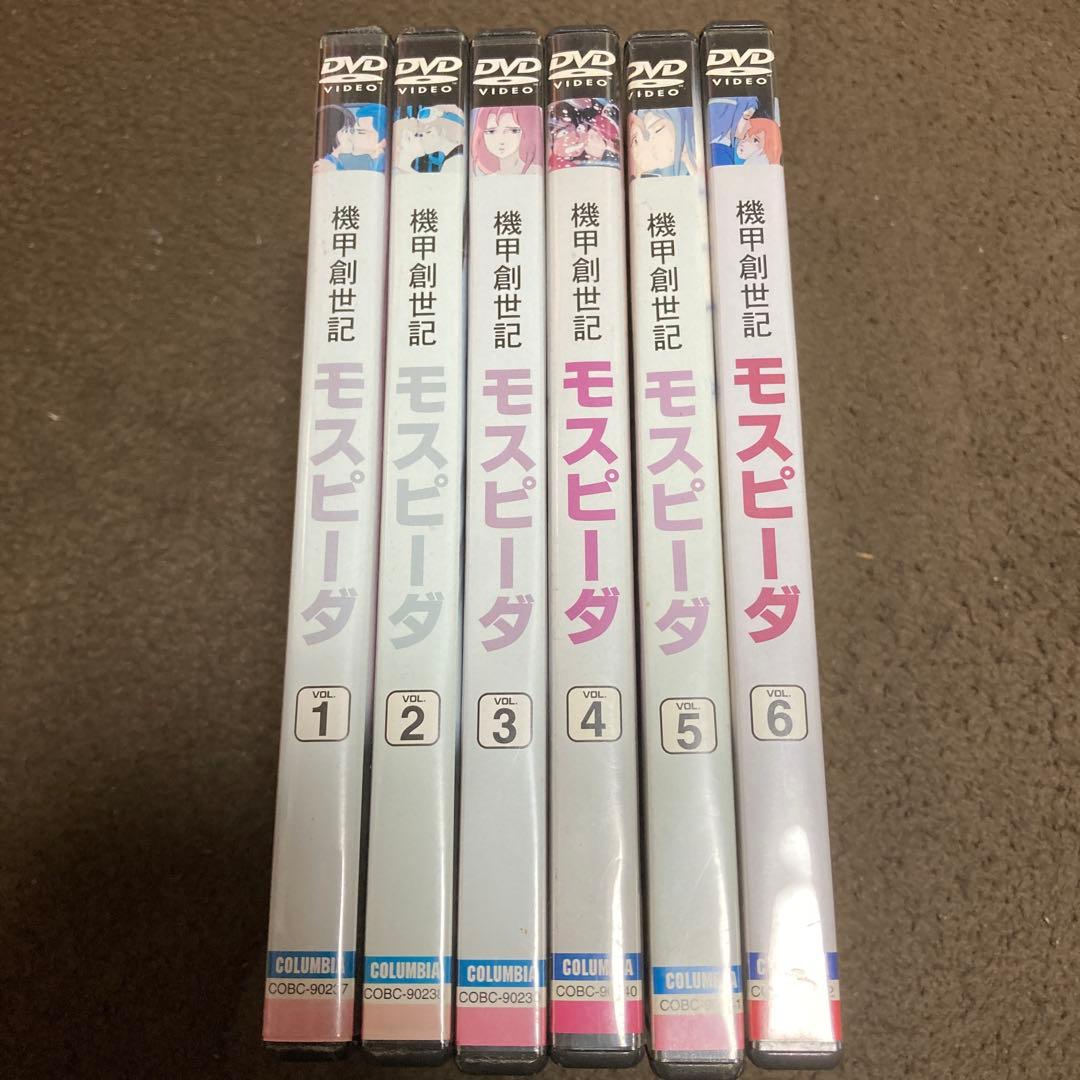 DVD
VIDEO
機甲創世記
モスピーダ
VOL.
1
COLUMBIA
COBC-90237
DVD
VIDEO
機甲創世記
モスピーダ
VOL.
2
COLUMBIA
COBC-90238
DVD
VIDEO
機甲創世記
モスピーダ
VOL.
3
COLUMBIA
DVD
VIDEO
機甲創世記
モスピーダ
VOL.
4
DVD
VIDEO
機甲創世記
モスピーダ
VOL.
5
COLUMBIA
DVD
VIDEO
機甲創世記
モスピーダ
VOL.
6